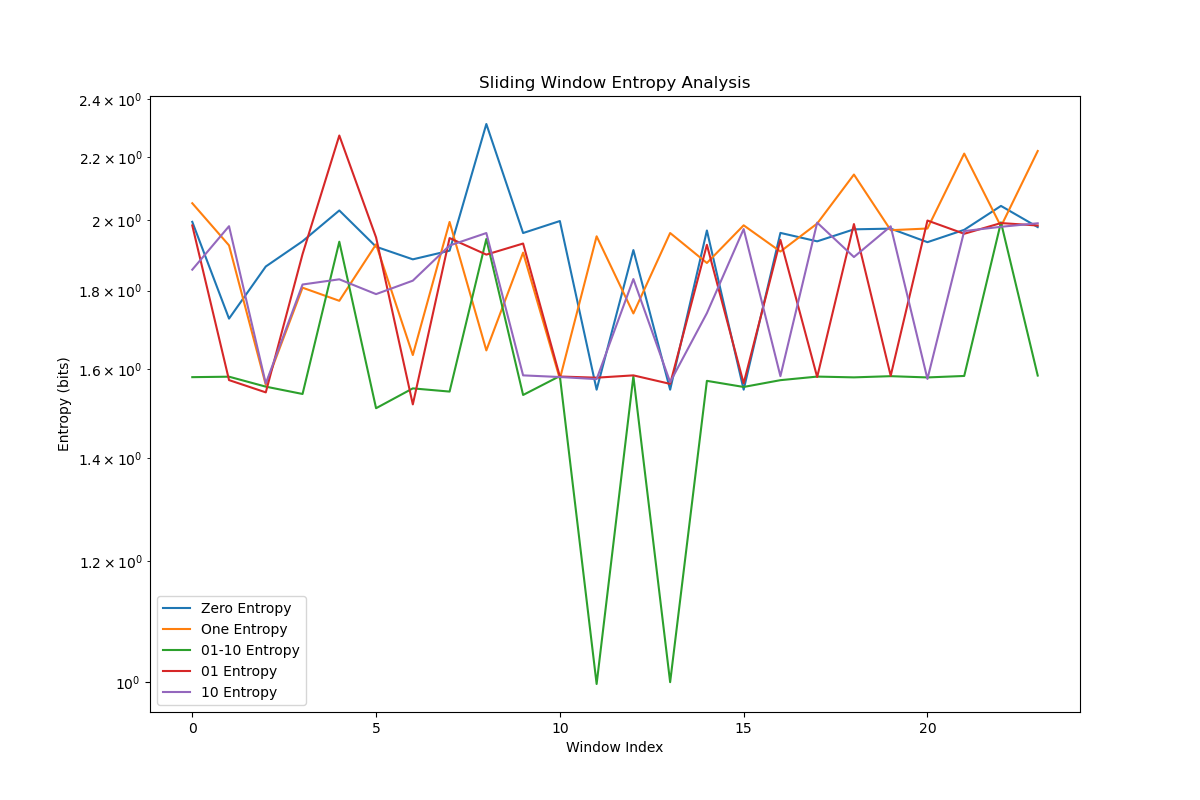 Sliding Window Entropy Analysis
2.4 × 10⁰
2.2 × 10⁰
2 × 10⁰
1.8 × 10⁰
1.6 × 10⁰
1.4 × 10⁰
1.2 × 10⁰
10⁰
Entropy (bits)
Zero Entropy
One Entropy
01-10 Entropy
01 Entropy
10 Entropy
0 5 10 15 20
Window Index